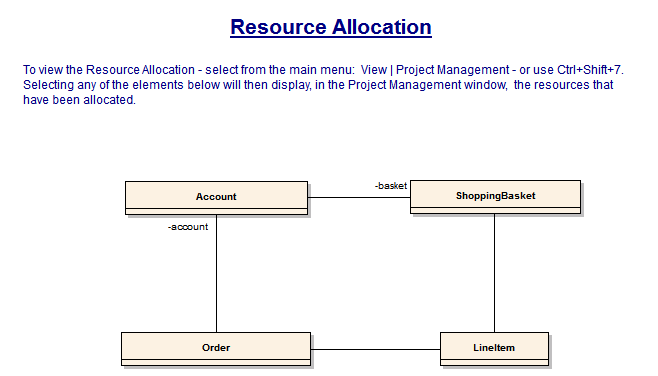 Resource Allocation
To view the Resource Allocation - select from the main menu: View | Project Management - or use Ctrl+Shift+7.
Selecting any of the elements below will then display, in the Project Management window, the resources that
have been allocated.
Account
-basket
ShoppingBasket
-account
Order
LineItem